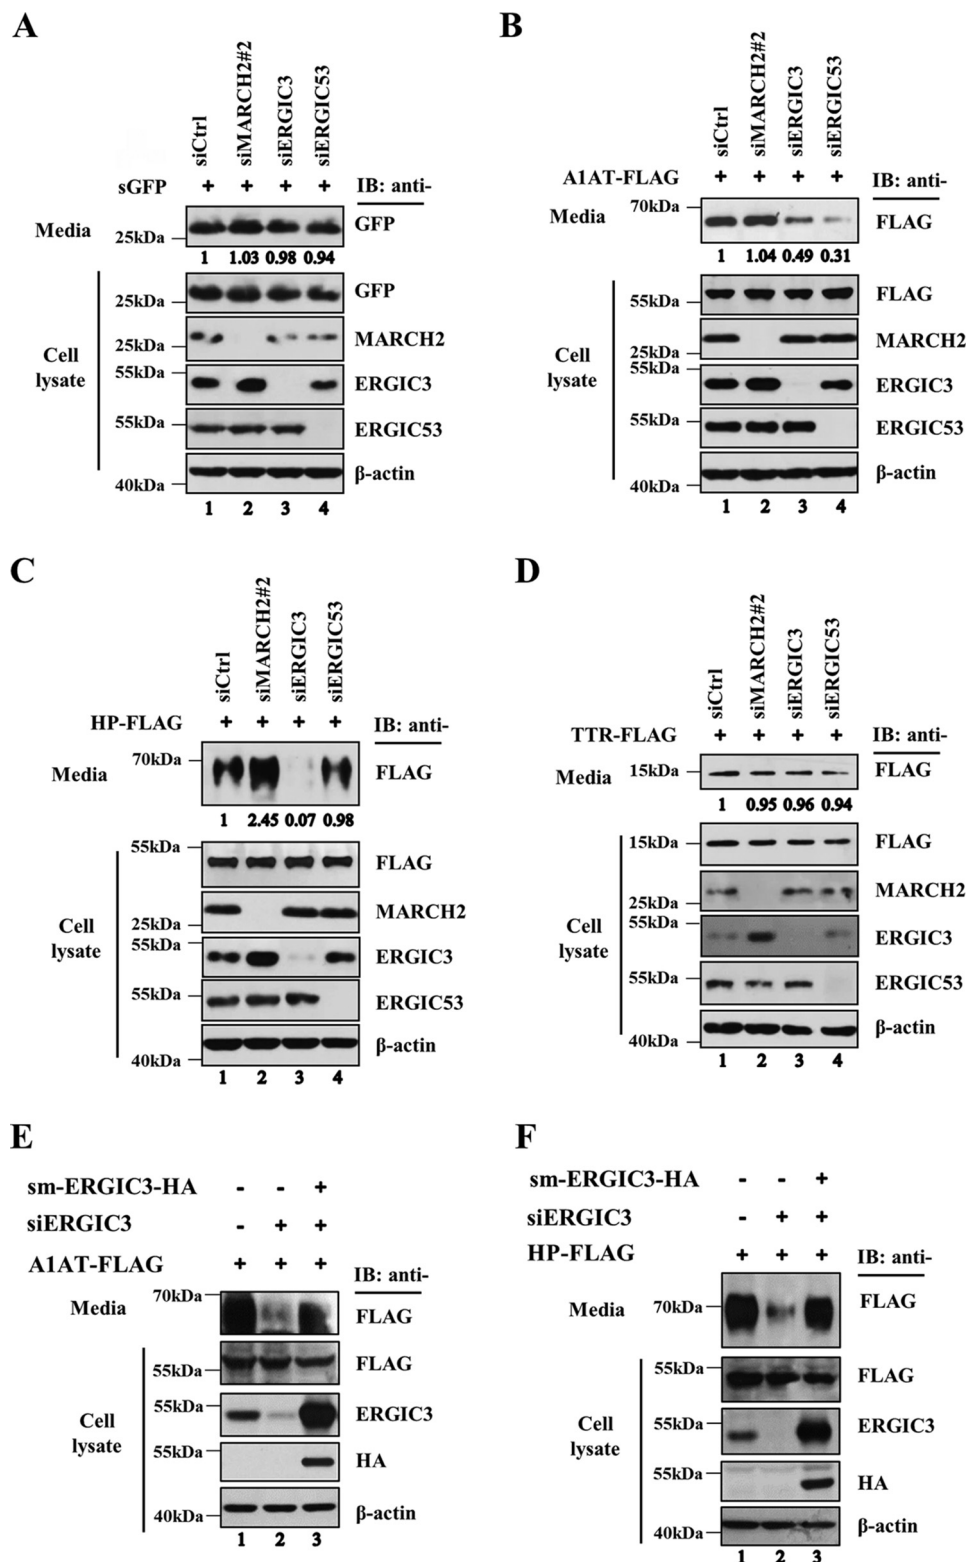 A
siCtrl
siMARCH2#2
siERGIC3
siERGIC53
sGFP + + + + IB: anti-
Media 25kDa GFP
1 1.03 0.98 0.94
Cell lysate
25kDa GFP
25kDa MARCH2
55kDa ERGIC3
55kDa ERGIC53
40kDa β-actin
1 2 3 4
B
siCtrl
siMARCH2#2
siERGIC3
siERGIC53
A1AT-FLAG + + + + IB: anti-
Media 70kDa FLAG
1 1.04 0.49 0.31
Cell lysate
55kDa FLAG
25kDa MARCH2
55kDa ERGIC3
55kDa ERGIC53
40kDa β-actin
1 2 3 4
C
siCtrl
siMARCH2#2
siERGIC3
siERGIC53
HP-FLAG + + + + IB: anti-
Media 70kDa FLAG
1 2.45 0.07 0.98
Cell lysate
55kDa FLAG
25kDa MARCH2
55kDa ERGIC3
55kDa ERGIC53
40kDa β-actin
1 2 3 4
D
siCtrl
siMARCH2#2
siERGIC3
siERGIC53
TTR-FLAG + + + + IB: anti-
Media 15kDa FLAG
1 0.95 0.96 0.94
Cell lysate
15kDa FLAG
25kDa MARCH2
55kDa ERGIC3
55kDa ERGIC53
40kDa β-actin
1 2 3 4
E
sm-ERGIC3-HA - - +
siERGIC3 - + +
A1AT-FLAG + + + IB: anti-
Media 70kDa FLAG
Cell lysate
55kDa FLAG
55kDa ERGIC3
55kDa HA
40kDa β-actin
1 2 3
F
sm-ERGIC3-HA - - +
siERGIC3 - + +
HP-FLAG + + + IB: anti-
Media 70kDa FLAG
Cell lysate
55kDa FLAG
55kDa ERGIC3
55kDa HA
40kDa β-actin
1 2 3